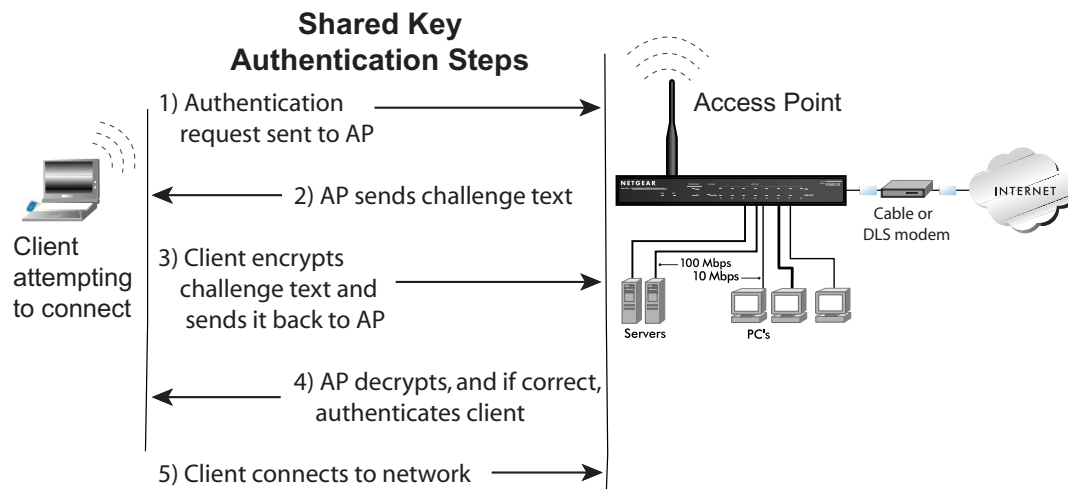 Shared Key
Authentication Steps
1) Authentication
request sent to AP
2) AP sends challenge text
3) Client encrypts
challenge text and
sends it back to AP
4) AP decrypts, and if correct,
authenticates client
5) Client connects to network
Client
attempting
to connect
Access Point
NETGEAR
INTERNET
Cable or
DLS modem
100 Mbps
10 Mbps
Servers
PC's